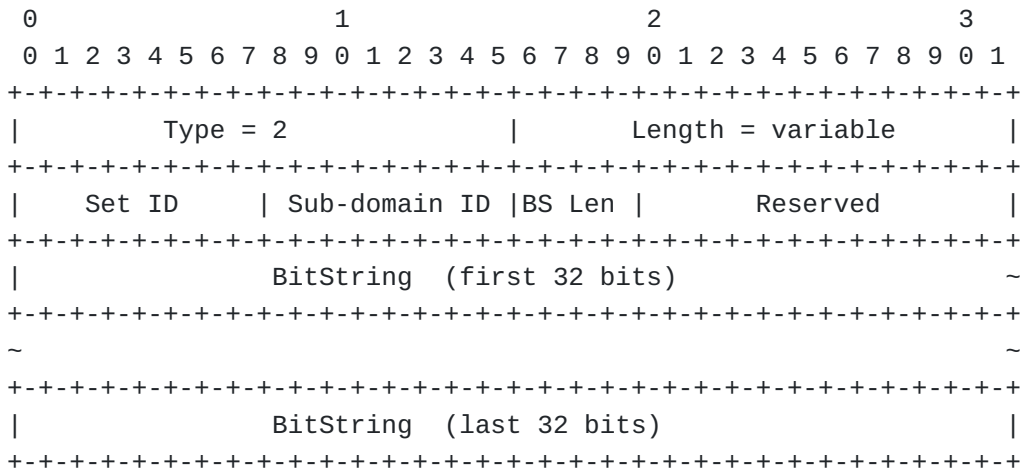 0                   1                   2                   3
 0 1 2 3 4 5 6 7 8 9 0 1 2 3 4 5 6 7 8 9 0 1 2 3 4 5 6 7 8 9 0 1
+-+-+-+-+-+-+-+-+-+-+-+-+-+-+-+-+-+-+-+-+-+-+-+-+-+-+-+-+-+-+-+-+
|         Type = 2              |       Length = variable       |
+-+-+-+-+-+-+-+-+-+-+-+-+-+-+-+-+-+-+-+-+-+-+-+-+-+-+-+-+-+-+-+-+
|    Set ID     | Sub-domain ID |BS Len |       Reserved        |
+-+-+-+-+-+-+-+-+-+-+-+-+-+-+-+-+-+-+-+-+-+-+-+-+-+-+-+-+-+-+-+-+
|                BitString  (first 32 bits)                     ~
+-+-+-+-+-+-+-+-+-+-+-+-+-+-+-+-+-+-+-+-+-+-+-+-+-+-+-+-+-+-+-+-+
~                                                               ~
+-+-+-+-+-+-+-+-+-+-+-+-+-+-+-+-+-+-+-+-+-+-+-+-+-+-+-+-+-+-+-+-+
|                BitString  (last 32 bits)                      |
+-+-+-+-+-+-+-+-+-+-+-+-+-+-+-+-+-+-+-+-+-+-+-+-+-+-+-+-+-+-+-+-+